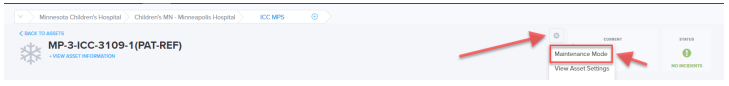 Minnesota Children's Hospital Children's MN - Minneapolis Hospital ICC MPS
< BACK TO ASSETS
MP-3-ICC-3109-1(PAT-REF)
+ VIEW ASSET INFORMATION
CURRENT
STATUS
Maintenance Mode
View Asset Settings
NO INCIDENTS